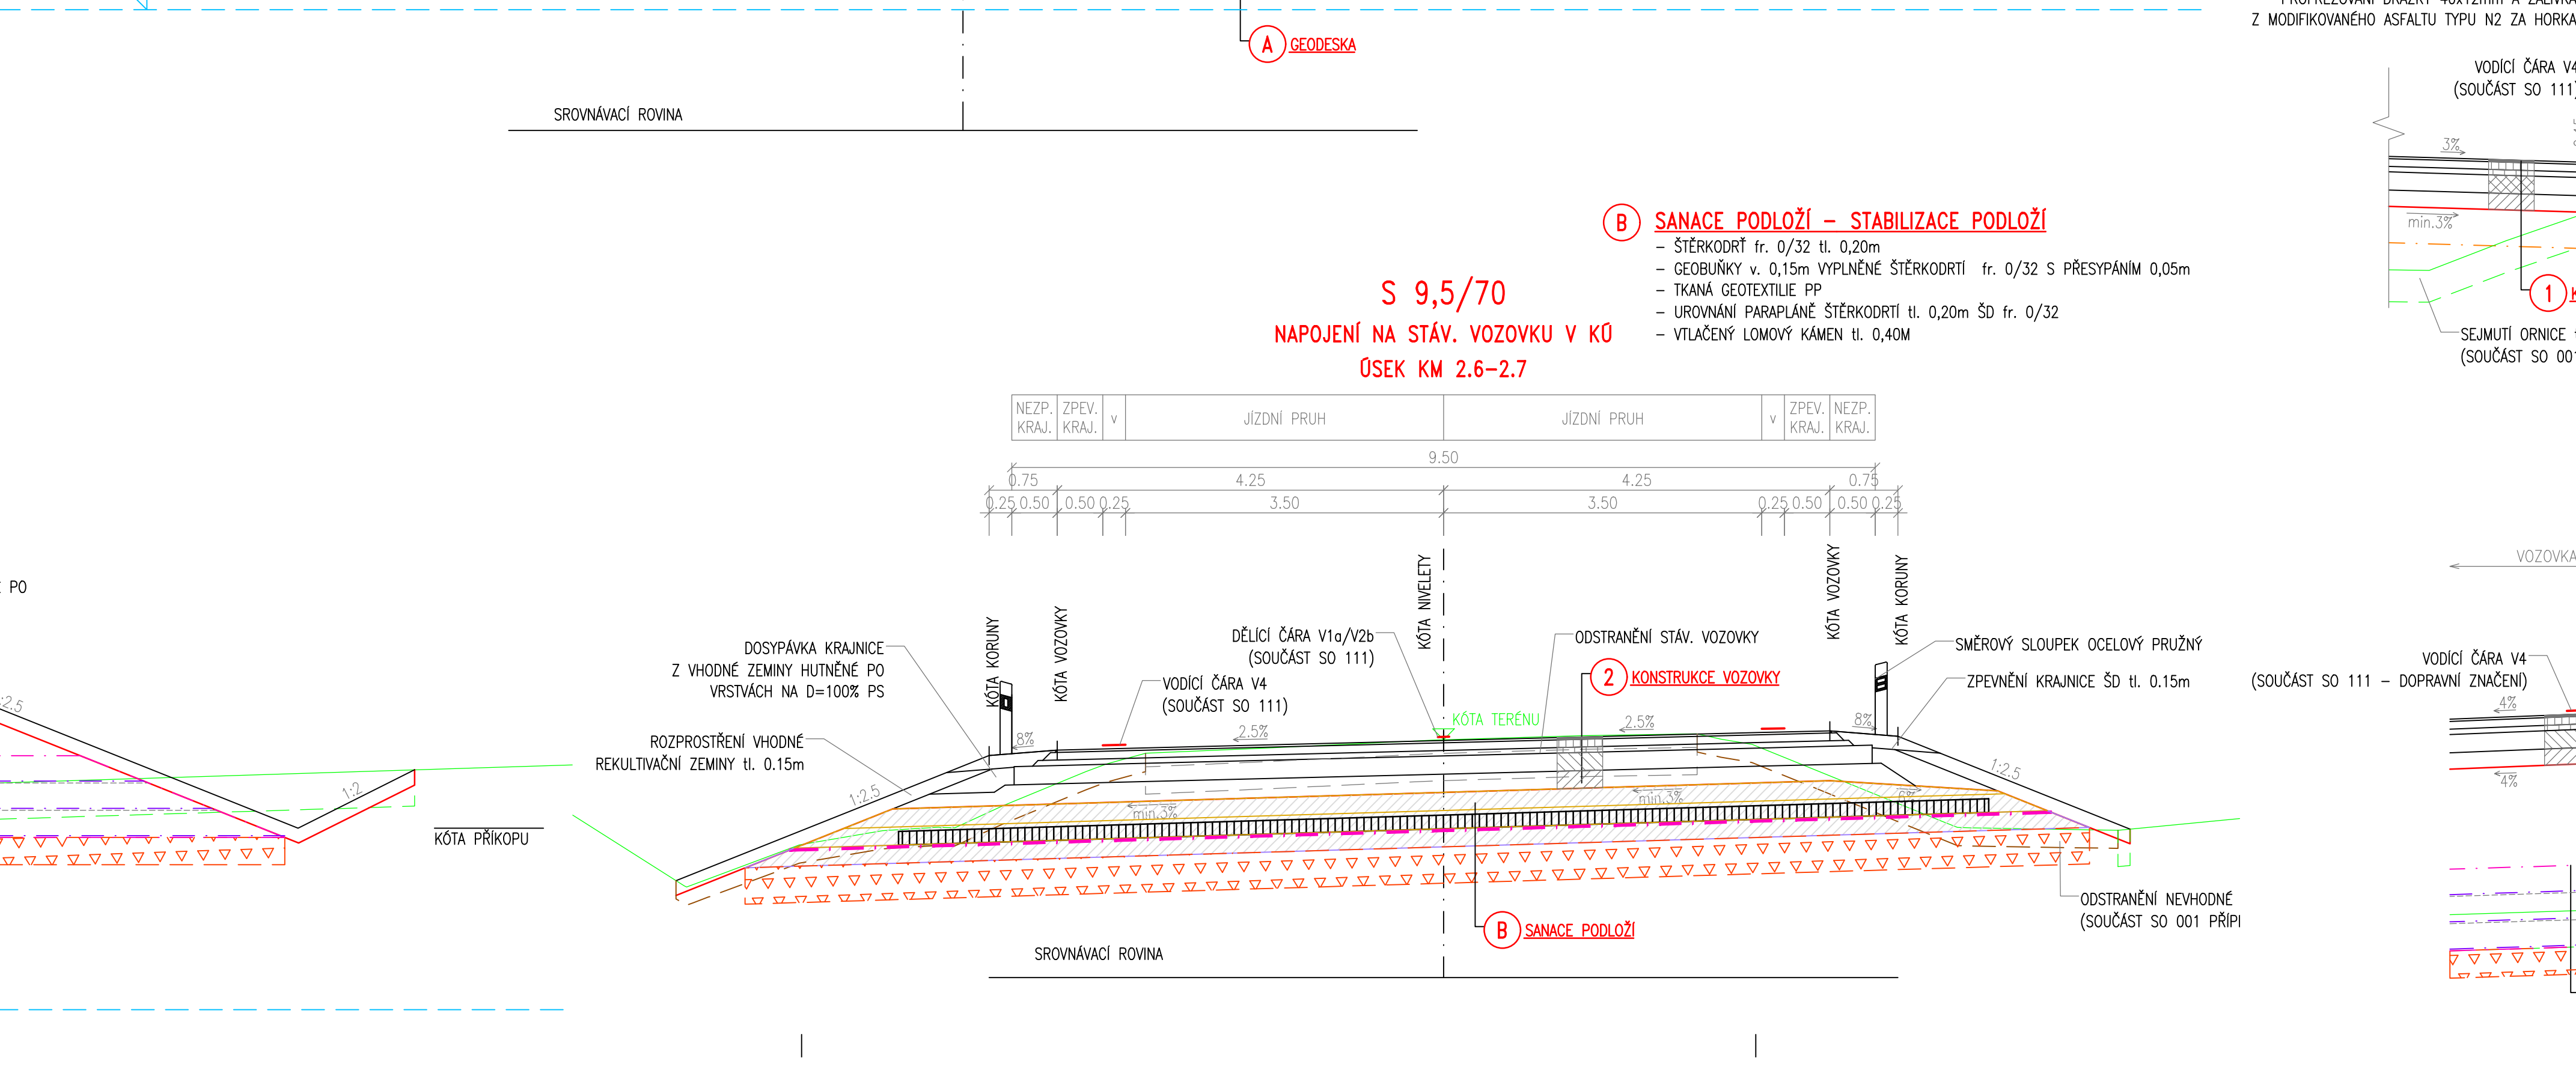 A GEODESKA
SROVNÁVACÍ ROVINA
Z MODIFIKOVANÉHO ASFALTU TYPU N2 ZA HORKA
VODÍCÍ ČÁRA V4
(SOUČÁST SO 111)
3%
min.3%
1
SEJMUTÍ ORNICE
(SOUČÁST SO 001
B SANACE PODLOŽÍ – STABILIZACE PODLOŽÍ
– ŠTĚRKODRŤ fr. 0/32 tl. 0,20m
– GEOBUŇKY v. 0,15m VYPLNĚNÉ ŠTĚRKODRTÍ fr. 0/32 S PŘESYPÁNÍM 0,05m
– TKANÁ GEOTEXTILIE PP
– UROVNÁNÍ PARAPLÁNĚ ŠTĚRKODRTÍ tl. 0,20m ŠD fr. 0/32
– VTLAČENÝ LOMOVÝ KÁMEN tl. 0,40M
S 9,5/70
NAPOJENÍ NA STÁV. VOZOVKU V KÚ
ÚSEK KM 2.6–2.7
NEZP. KRAJ.
ZPEV. KRAJ.
v
JÍZDNÍ PRUH
JÍZDNÍ PRUH
v
ZPEV. KRAJ.
NEZP. KRAJ.
9.50
0.75 4.25 4.25 0.75
0.25 0.50 0.50 0.25 3.50 3.50 0.25 0.50 0.50 0.25
KÓTA KORUNY
KÓTA VOZOVKY
KÓTA NIVELETY
KÓTA VOZOVKY
KÓTA KORUNY
DOSYPÁVKA KRAJNICE
Z VHODNÉ ZEMINY HUTNĚNÉ PO
VRSTVÁCH NA D=100% PS
DĚLÍCÍ ČÁRA V1a/V2b
(SOUČÁST SO 111)
VODÍCÍ ČÁRA V4
(SOUČÁST SO 111)
ODSTRANĚNÍ STÁV. VOZOVKY
2 KONSTRUKCE VOZOVKY
SMĚROVÝ SLOUPEK OCELOVÝ PRUŽNÝ
ZPEVNĚNÍ KRAJNICE ŠD tl. 0.15m
ROZPROSTŘENÍ VHODNÉ
REKULTIVAČNÍ ZEMINY tl. 0.15m
KÓTA TERÉNU
8%
2.5%
2.5%
8%
1:2.5
1:2.5
min.3%
min.3%
6%
B SANACE PODLOŽÍ
ODSTRANĚNÍ NEVHODNÉ
(SOUČÁST SO 001 PŘÍPI
SROVNÁVACÍ ROVINA
PO
:2.5
1:2
KÓTA PŘÍKOPU
VOZOVKA
VODÍCÍ ČÁRA V4
(SOUČÁST SO 111 – DOPRAVNÍ ZNAČENÍ)
4%
4%